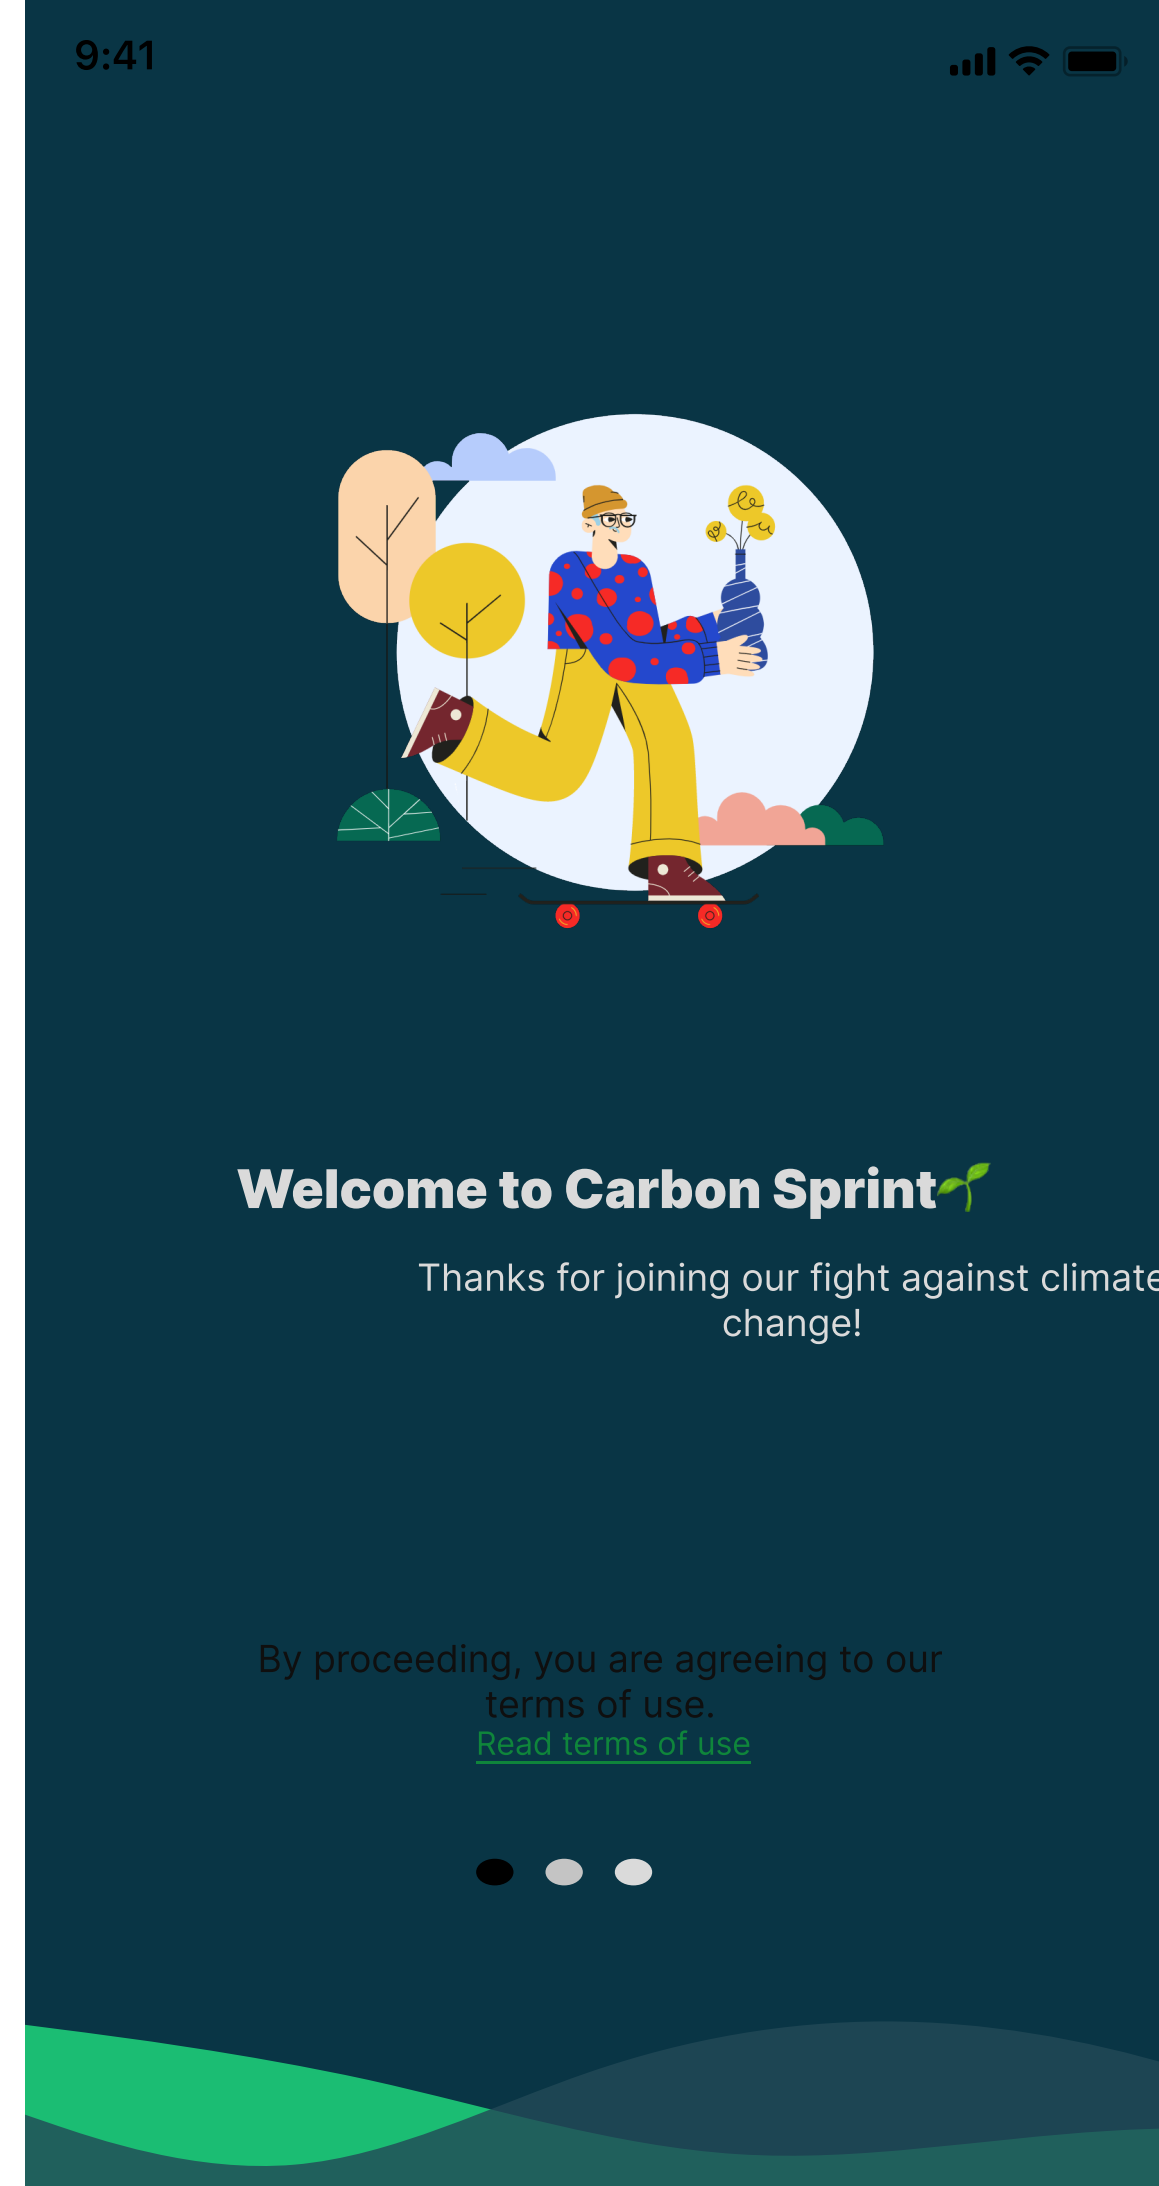 9:41
Welcome to Carbon Sprint🌱
Thanks for joining our fight against climate
change!
By proceeding, you are agreeing to our
terms of use.
Read terms of use